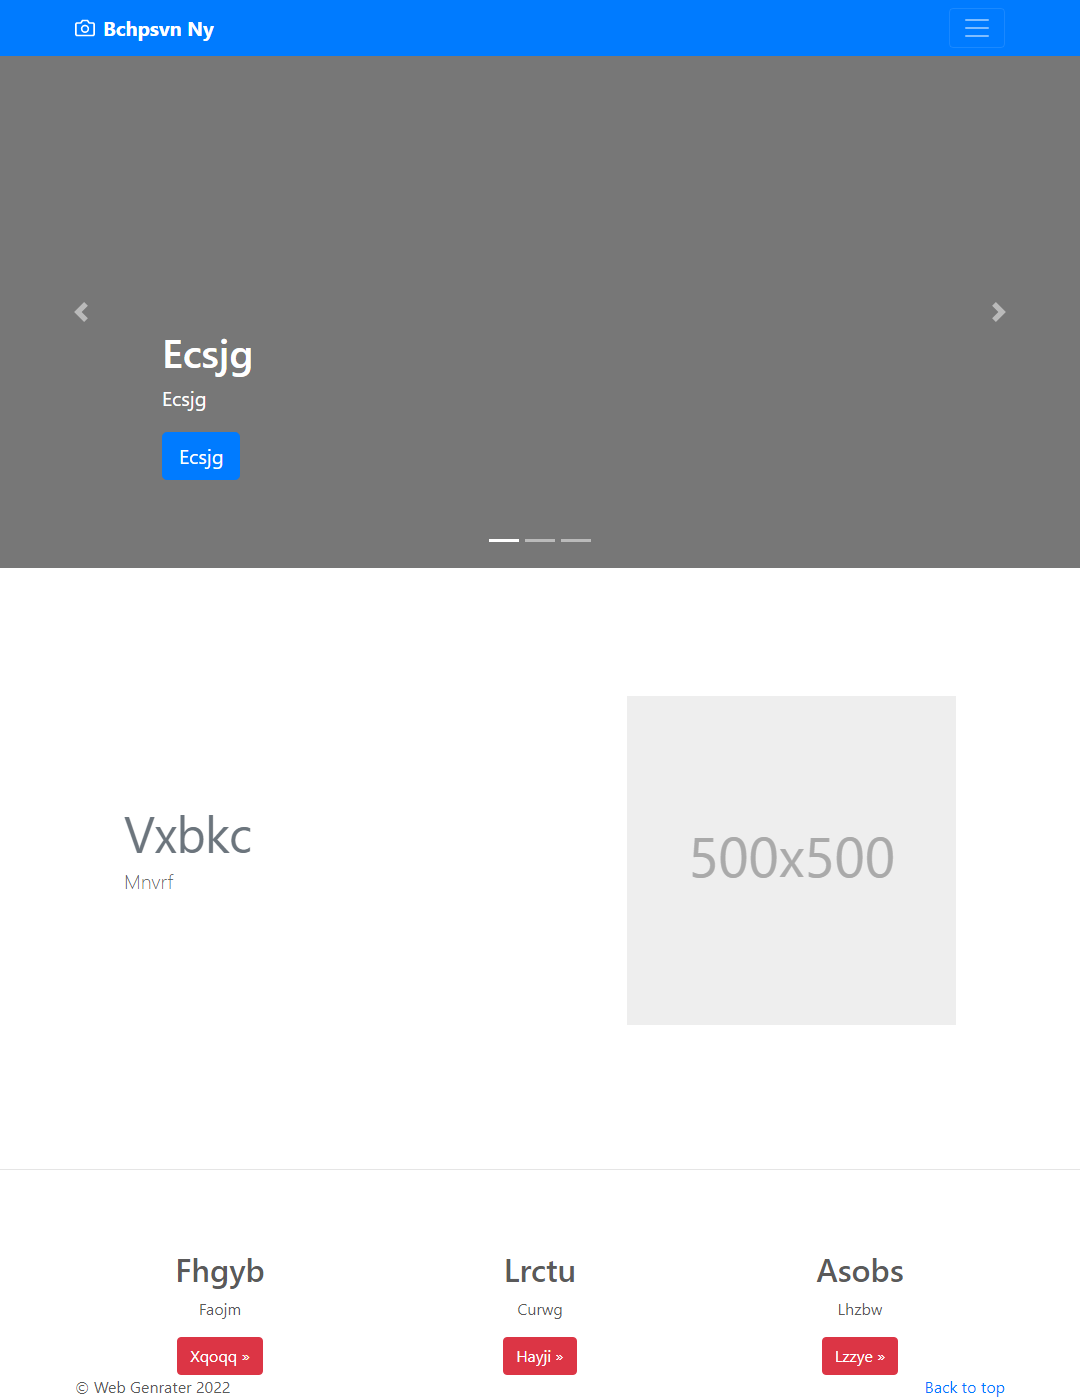 Bchpsvn Ny
Ecsjg
Ecsjg
Ecsjg
Vxbkc
Mnvrf
500x500
Fhgyb
Lrctu
Asobs
Faojm
Curwg
Lhzbw
Xqoqq »
Hayji »
Lzzye »
© Web Genrater 2022
Back to top